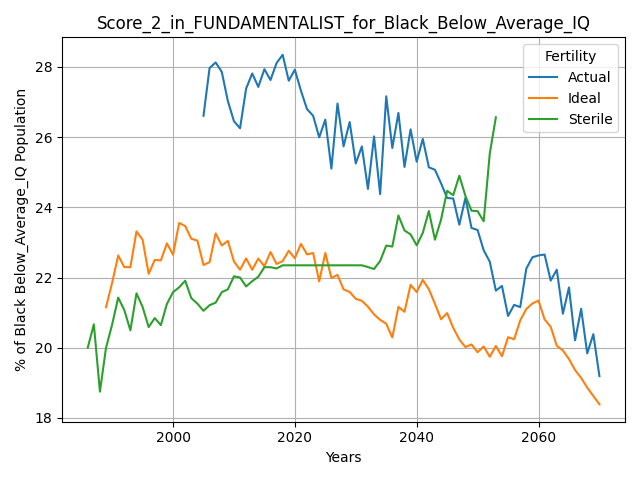 Score_2_in_FUNDAMENTALIST_for_Black_Below_Average_IQ
Fertility
Actual
Ideal
Sterile
% of Black Below_Average_IQ Population
28
26
24
22
20
18
2000
2020
2040
2060
Years